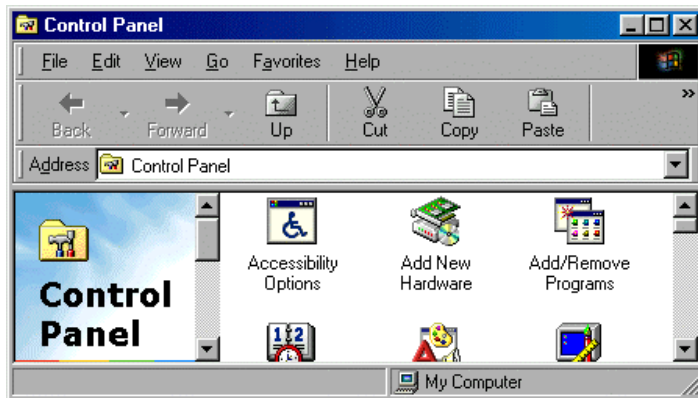 Control Panel
File Edit View Go Favorites Help
Back Forward Up Cut Copy Paste »
Address Control Panel
Control
Panel
Accessibility
Options
Add New
Hardware
Add/Remove
Programs
12
My Computer